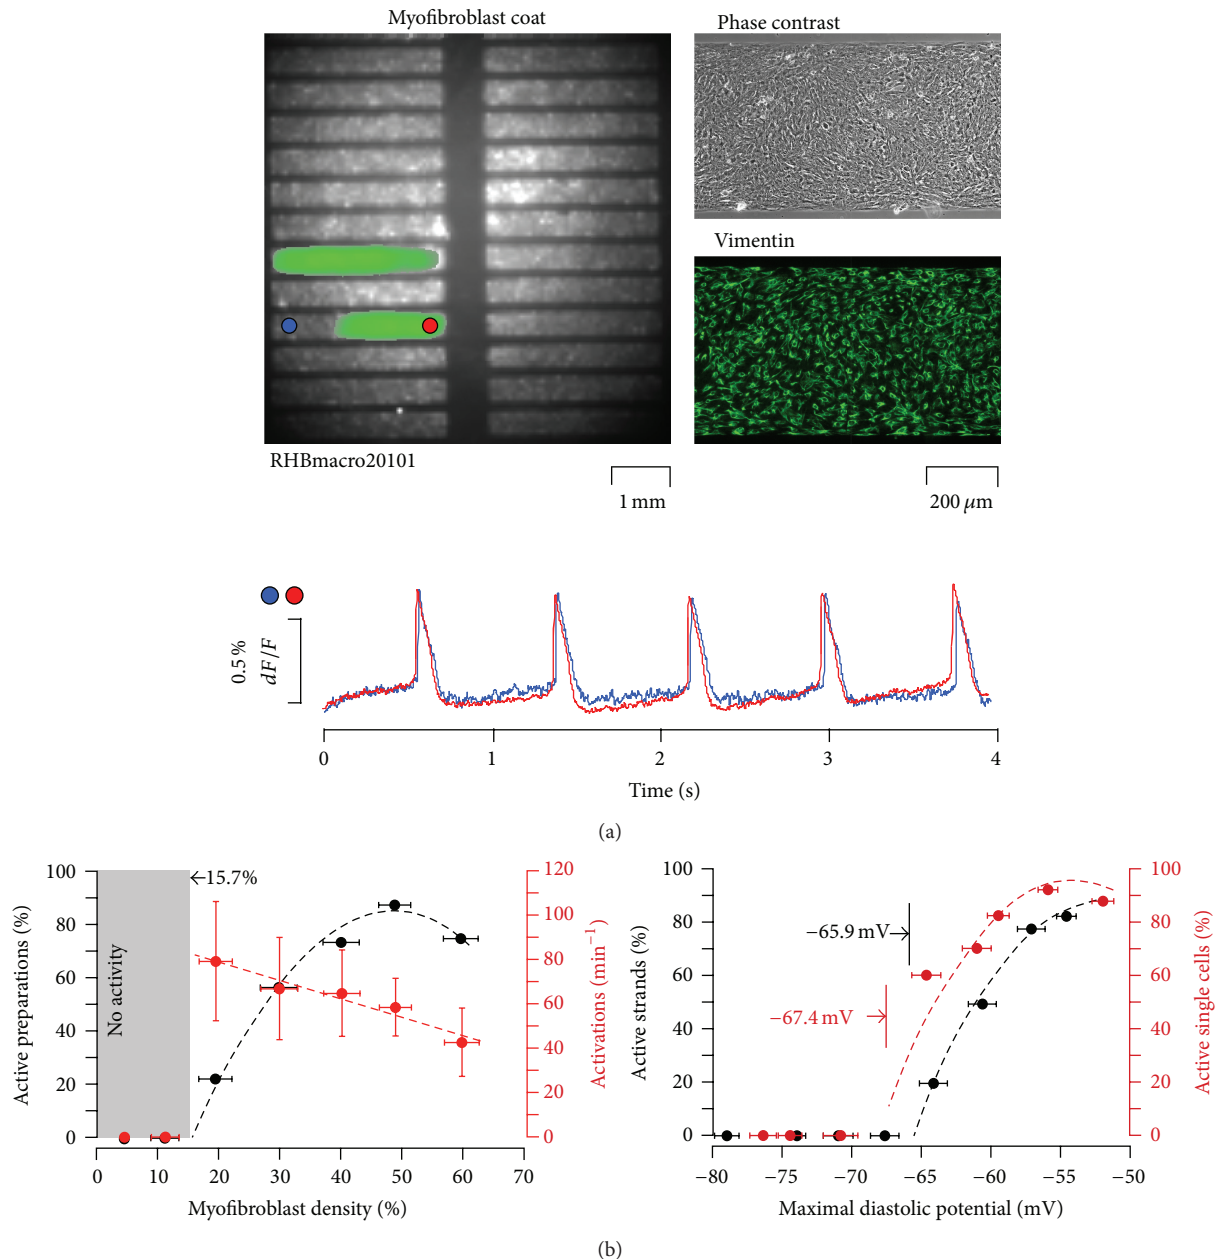 Myofibroblast coat
Phase contrast
Vimentin
RHBmacro20101
1 mm
200 μm
0.5%
dF/F
0 1 2 3 4
Time (s)
(a)
Active preparations (%)
100
80
60
40
20
0
No activity
←15.7%
120
100
80
60
40
20
0
Activations (min⁻¹)
0 10 20 30 40 50 60 70
Myofibroblast density (%)
Active strands (%)
100
80
60
40
20
0
−65.9 mV
−67.4 mV
100
80
60
40
20
0
Active single cells (%)
−80 −75 −70 −65 −60 −55 −50
Maximal diastolic potential (mV)
(b)